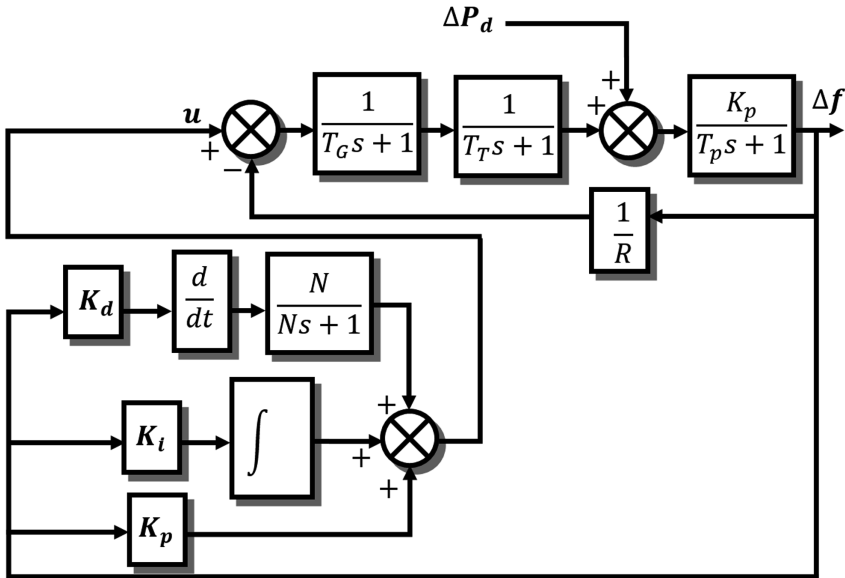 ΔP_d
u
+
−
1
T_G s + 1
1
T_T s + 1
+
+
K_p
T_p s + 1
Δf
1
R
K_d
d
dt
N
Ns + 1
+
K_i
∫
+
+
K_p